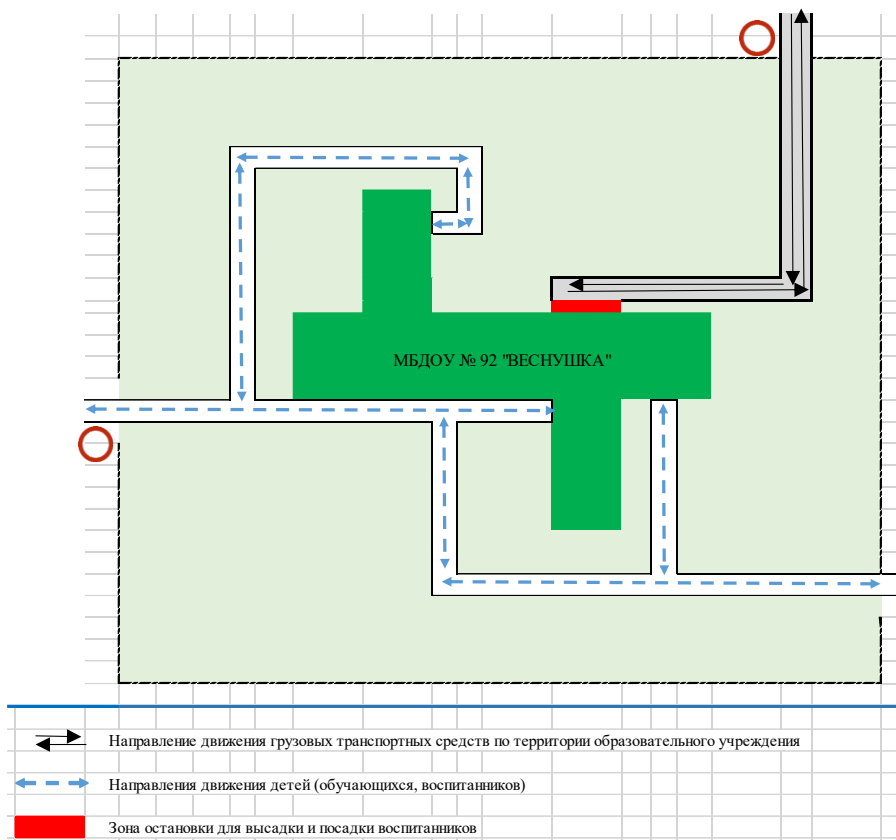 МБДОУ № 92 "ВЕСНУШКА"
Направление движения грузовых транспортных средств по территории образовательного учреждения
Направления движения детей (обучающихся, воспитанников)
Зона остановки для высадки и посадки воспитанников